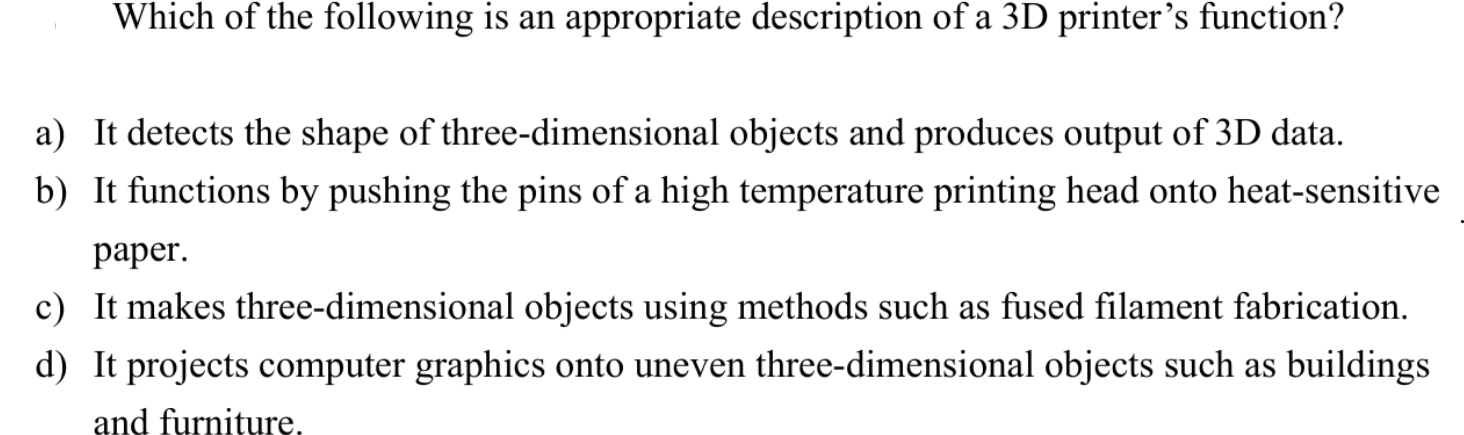 Which of the following is an appropriate description of a 3D printer’s function?
a) It detects the shape of three-dimensional objects and produces output of 3D data.
b) It functions by pushing the pins of a high temperature printing head onto heat-sensitive
paper.
c) It makes three-dimensional objects using methods such as fused filament fabrication.
d) It projects computer graphics onto uneven three-dimensional objects such as buildings
and furniture.